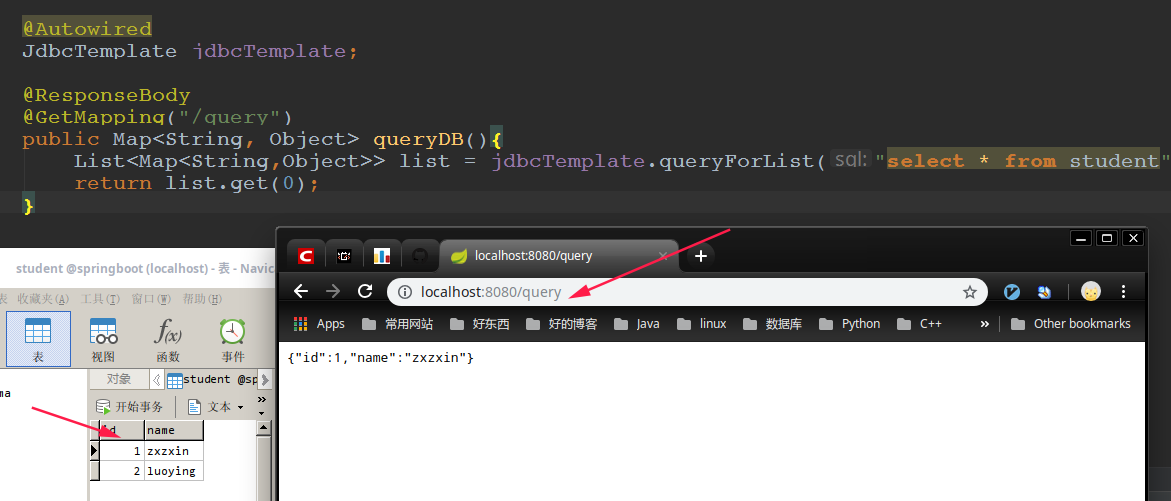 @Autowired
JdbcTemplate jdbcTemplate;
@ResponseBody
@GetMapping("/query")
public Map<String, Object> queryDB(){
List<Map<String,Object>> list = jdbcTemplate.queryForList( sql: "select * from student"
return list.get(0);
}
student @springboot (localhost) - 表 - Navic
表 收藏夹(A) 工具(T) 窗口(W) 帮助(H)
表 视图 f(x) 函数 事件
对象 student @sp
ma
开始事务 文本 »
id name
1 zxzxin
2 luoying
localhost:8080/query
localhost:8080/query
Apps 常用网站 好东西 好的博客 Java linux 数据库 Python C++ » Other bookmarks
{"id":1,"name":"zxzxin"}